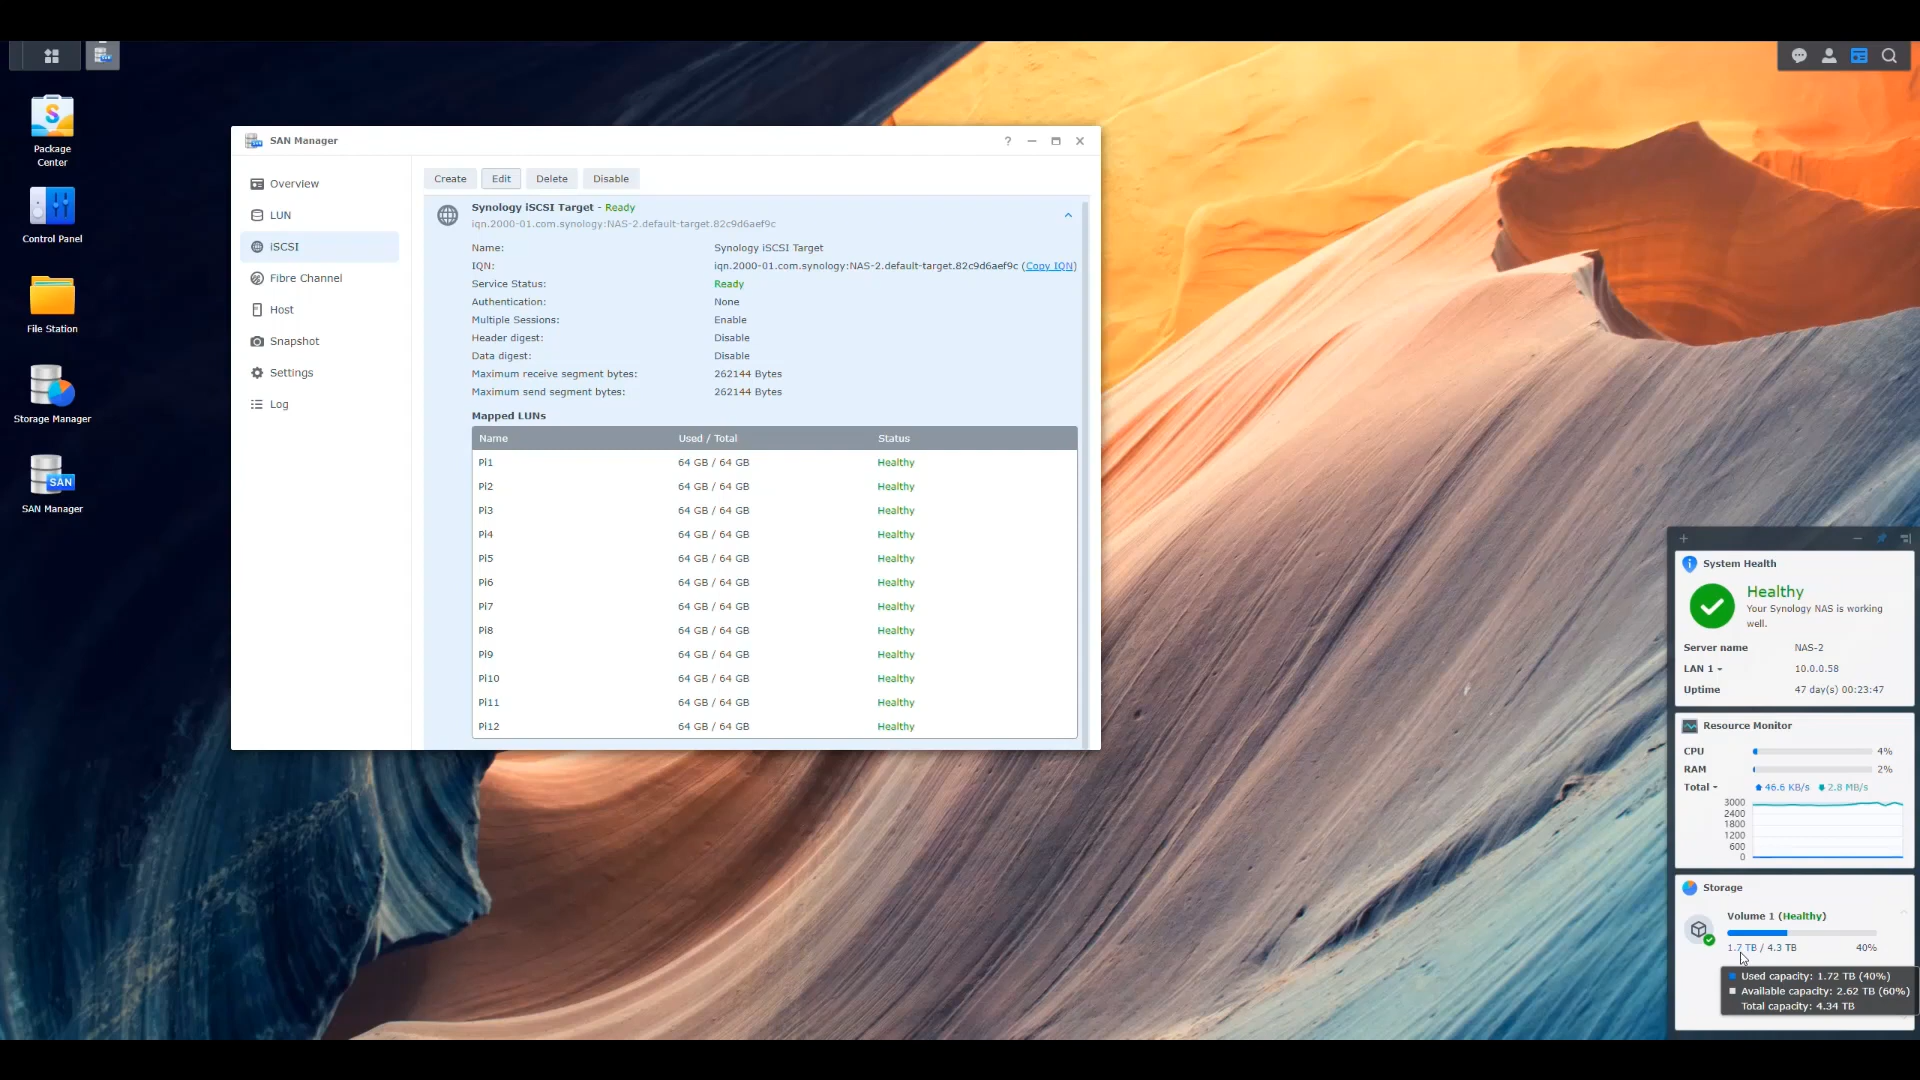 Package
Center
Control Panel
File Station
Storage Manager
SAN
SAN Manager
SAN Manager
?
Overview
LUN
iSCSI
Fibre Channel
Host
Snapshot
Settings
Log
Create Edit Delete Disable
Synology iSCSI Target - Ready
iqn.2000-01.com.synology:NAS-2.default-target.82c9d6aef9c
Name: Synology iSCSI Target
IQN: iqn.2000-01.com.synology:NAS-2.default-target.82c9d6aef9c (Copy IQN)
Service Status: Ready
Authentication: None
Multiple Sessions: Enable
Header digest: Disable
Data digest: Disable
Maximum receive segment bytes: 262144 Bytes
Maximum send segment bytes: 262144 Bytes
Mapped LUNs
Name Used / Total Status
Pi1 64 GB / 64 GB Healthy
Pi2 64 GB / 64 GB Healthy
Pi3 64 GB / 64 GB Healthy
Pi4 64 GB / 64 GB Healthy
Pi5 64 GB / 64 GB Healthy
Pi6 64 GB / 64 GB Healthy
Pi7 64 GB / 64 GB Healthy
Pi8 64 GB / 64 GB Healthy
Pi9 64 GB / 64 GB Healthy
Pi10 64 GB / 64 GB Healthy
Pi11 64 GB / 64 GB Healthy
Pi12 64 GB / 64 GB Healthy
System Health
Healthy
Your Synology NAS is working
well.
Server name NAS-2
LAN 1 10.0.0.58
Uptime 47 day(s) 00:23:47
Resource Monitor
CPU 4%
RAM 2%
Total 46.6 KB/s 2.8 MB/s
3000
2400
1800
1200
600
0
Storage
Volume 1 (Healthy)
1.7 TB / 4.3 TB 40%
Used capacity: 1.72 TB (40%)
Available capacity: 2.62 TB (60%)
Total capacity: 4.34 TB